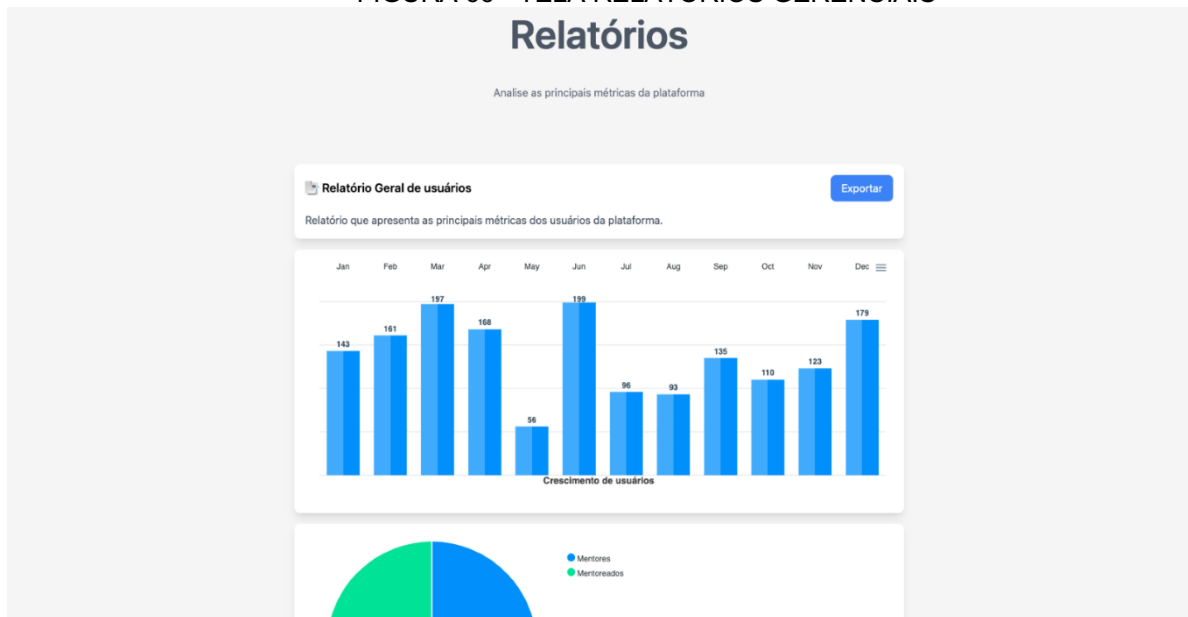 Relatórios
Analise as principais métricas da plataforma
Relatório Geral de usuários
Exportar
Relatório que apresenta as principais métricas dos usuários da plataforma.
Jan Feb Mar Apr May Jun Jul Aug Sep Oct Nov Dec
143 161 197 168 56 199 96 93 135 110 123 179
Crescimento de usuários
Mentores
Mentoreados